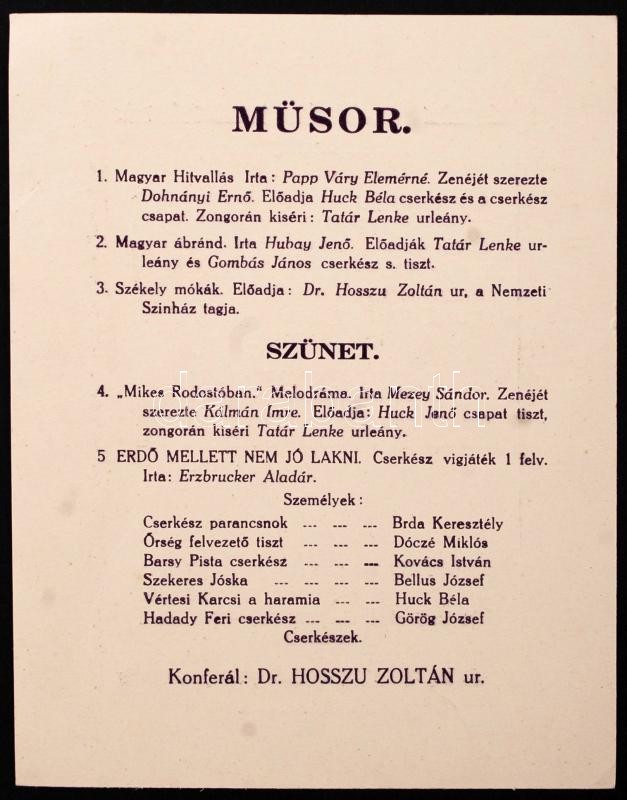 MÜSOR.
1. Magyar Hitvallás Irta: Papp Váry Elemérné. Zenéjét szerezte
Dohnányi Ernő. Előadja Huck Béla cserkész és a cserkész
csapat. Zongorán kiséri: Tatár Lenke urleány.
2. Magyar ábránd. Irta Hubay Jenő. Előadják Tatár Lenke ur-
leány és Gombás János cserkész s. tiszt.
3. Székely mókák. Előadja: Dr. Hosszu Zoltán ur, a Nemzeti
Szinház tagja.
SZÜNET.
4. „Mikes Rodostóban." Melodráma. Irta Mezey Sándor. Zenéjét
szerezte Kálmán Imre. Előadja: Huck Jenő csapat tiszt,
zongorán kiséri Tatár Lenke urleány.
5 ERDŐ MELLETT NEM JÓ LAKNI. Cserkész vigjáték 1 felv.
Irta: Erzbrucker Aladár.
Személyek:
Cserkész parancsnok --- --- --- Brda Keresztély
Őrség felvezető tiszt --- --- --- Dóczé Miklós
Barsy Pista cserkész --- --- --- Kovács István
Szekeres Jóska --- --- --- --- Bellus József
Vértesi Karcsi a haramia --- --- Huck Béla
Hadady Feri cserkész --- --- --- Görög József
Cserkészek.
Konferál: Dr. HOSSZU ZOLTÁN ur.
darabanth